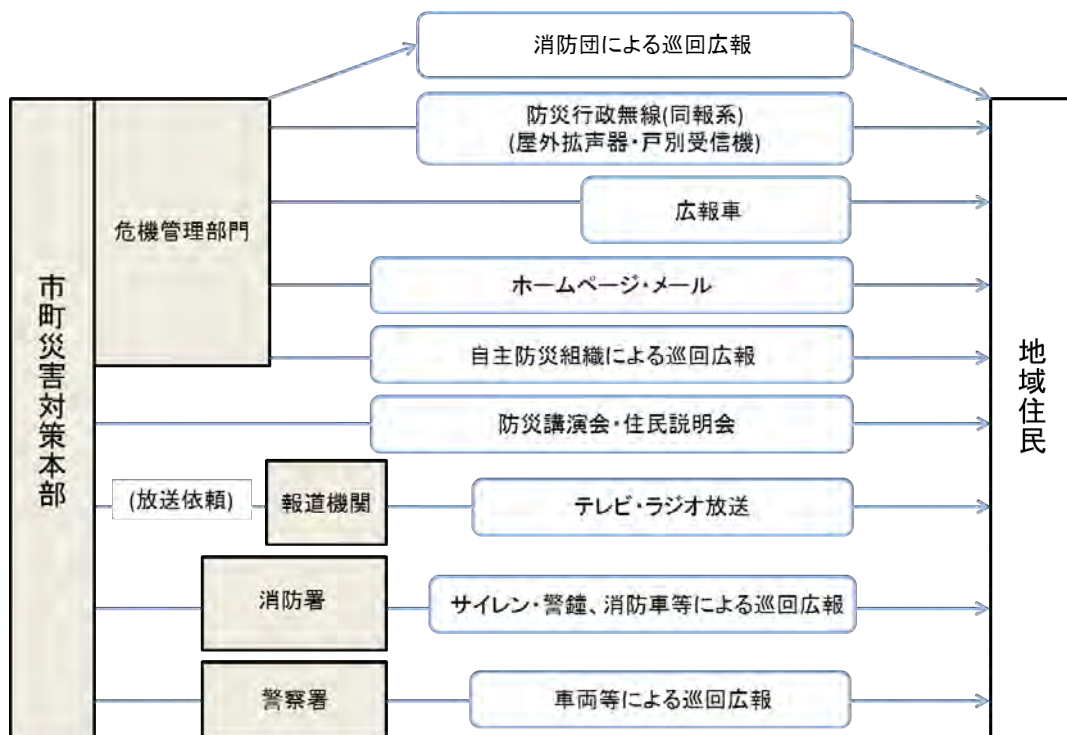 消防団による巡回広報
防災行政無線(同報系)
(屋外拡声器・戸別受信機)
広報車
危機管理部門
ホームページ・メール
市町災害対策本部
自主防災組織による巡回広報
地域住民
防災講演会・住民説明会
(放送依頼)
報道機関
テレビ・ラジオ放送
消防署
サイレン・警鐘、消防車等による巡回広報
警察署
車両等による巡回広報